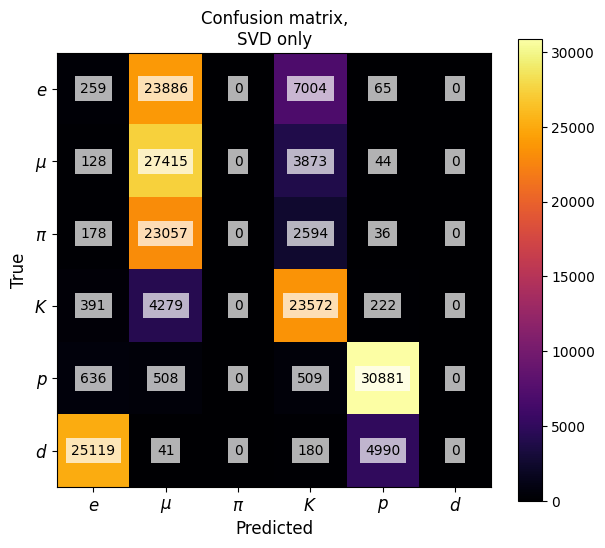 Confusion matrix,
SVD only
True
e 259 23886 0 7004 65 0
μ 128 27415 0 3873 44 0
π 178 23057 0 2594 36 0
K 391 4279 0 23572 222 0
p 636 508 0 509 30881 0
d 25119 41 0 180 4990 0
e μ π K p d
Predicted
30000
25000
20000
15000
10000
5000
0